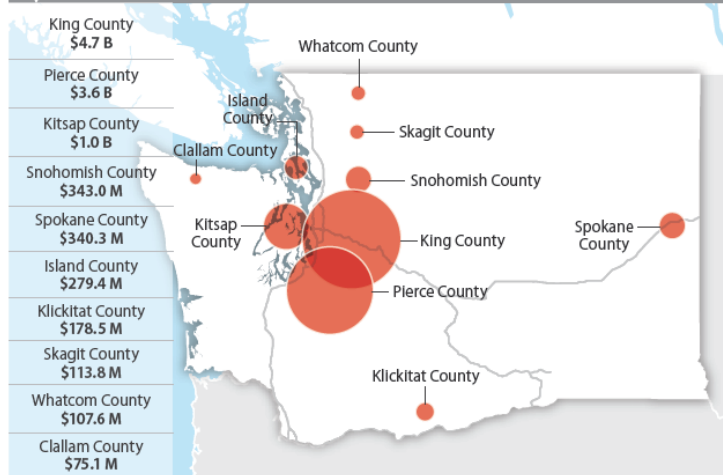 King County
$4.7 B
Pierce County
$3.6 B
Kitsap County
$1.0 B
Snohomish County
$343.0 M
Spokane County
$340.3 M
Island County
$279.4 M
Klickitat County
$178.5 M
Skagit County
$113.8 M
Whatcom County
$107.6 M
Clallam County
$75.1 M
Whatcom County
Island
County
Skagit County
Clallam County
Snohomish County
Kitsap
County
King County
Spokane
County
Pierce County
Klickitat County